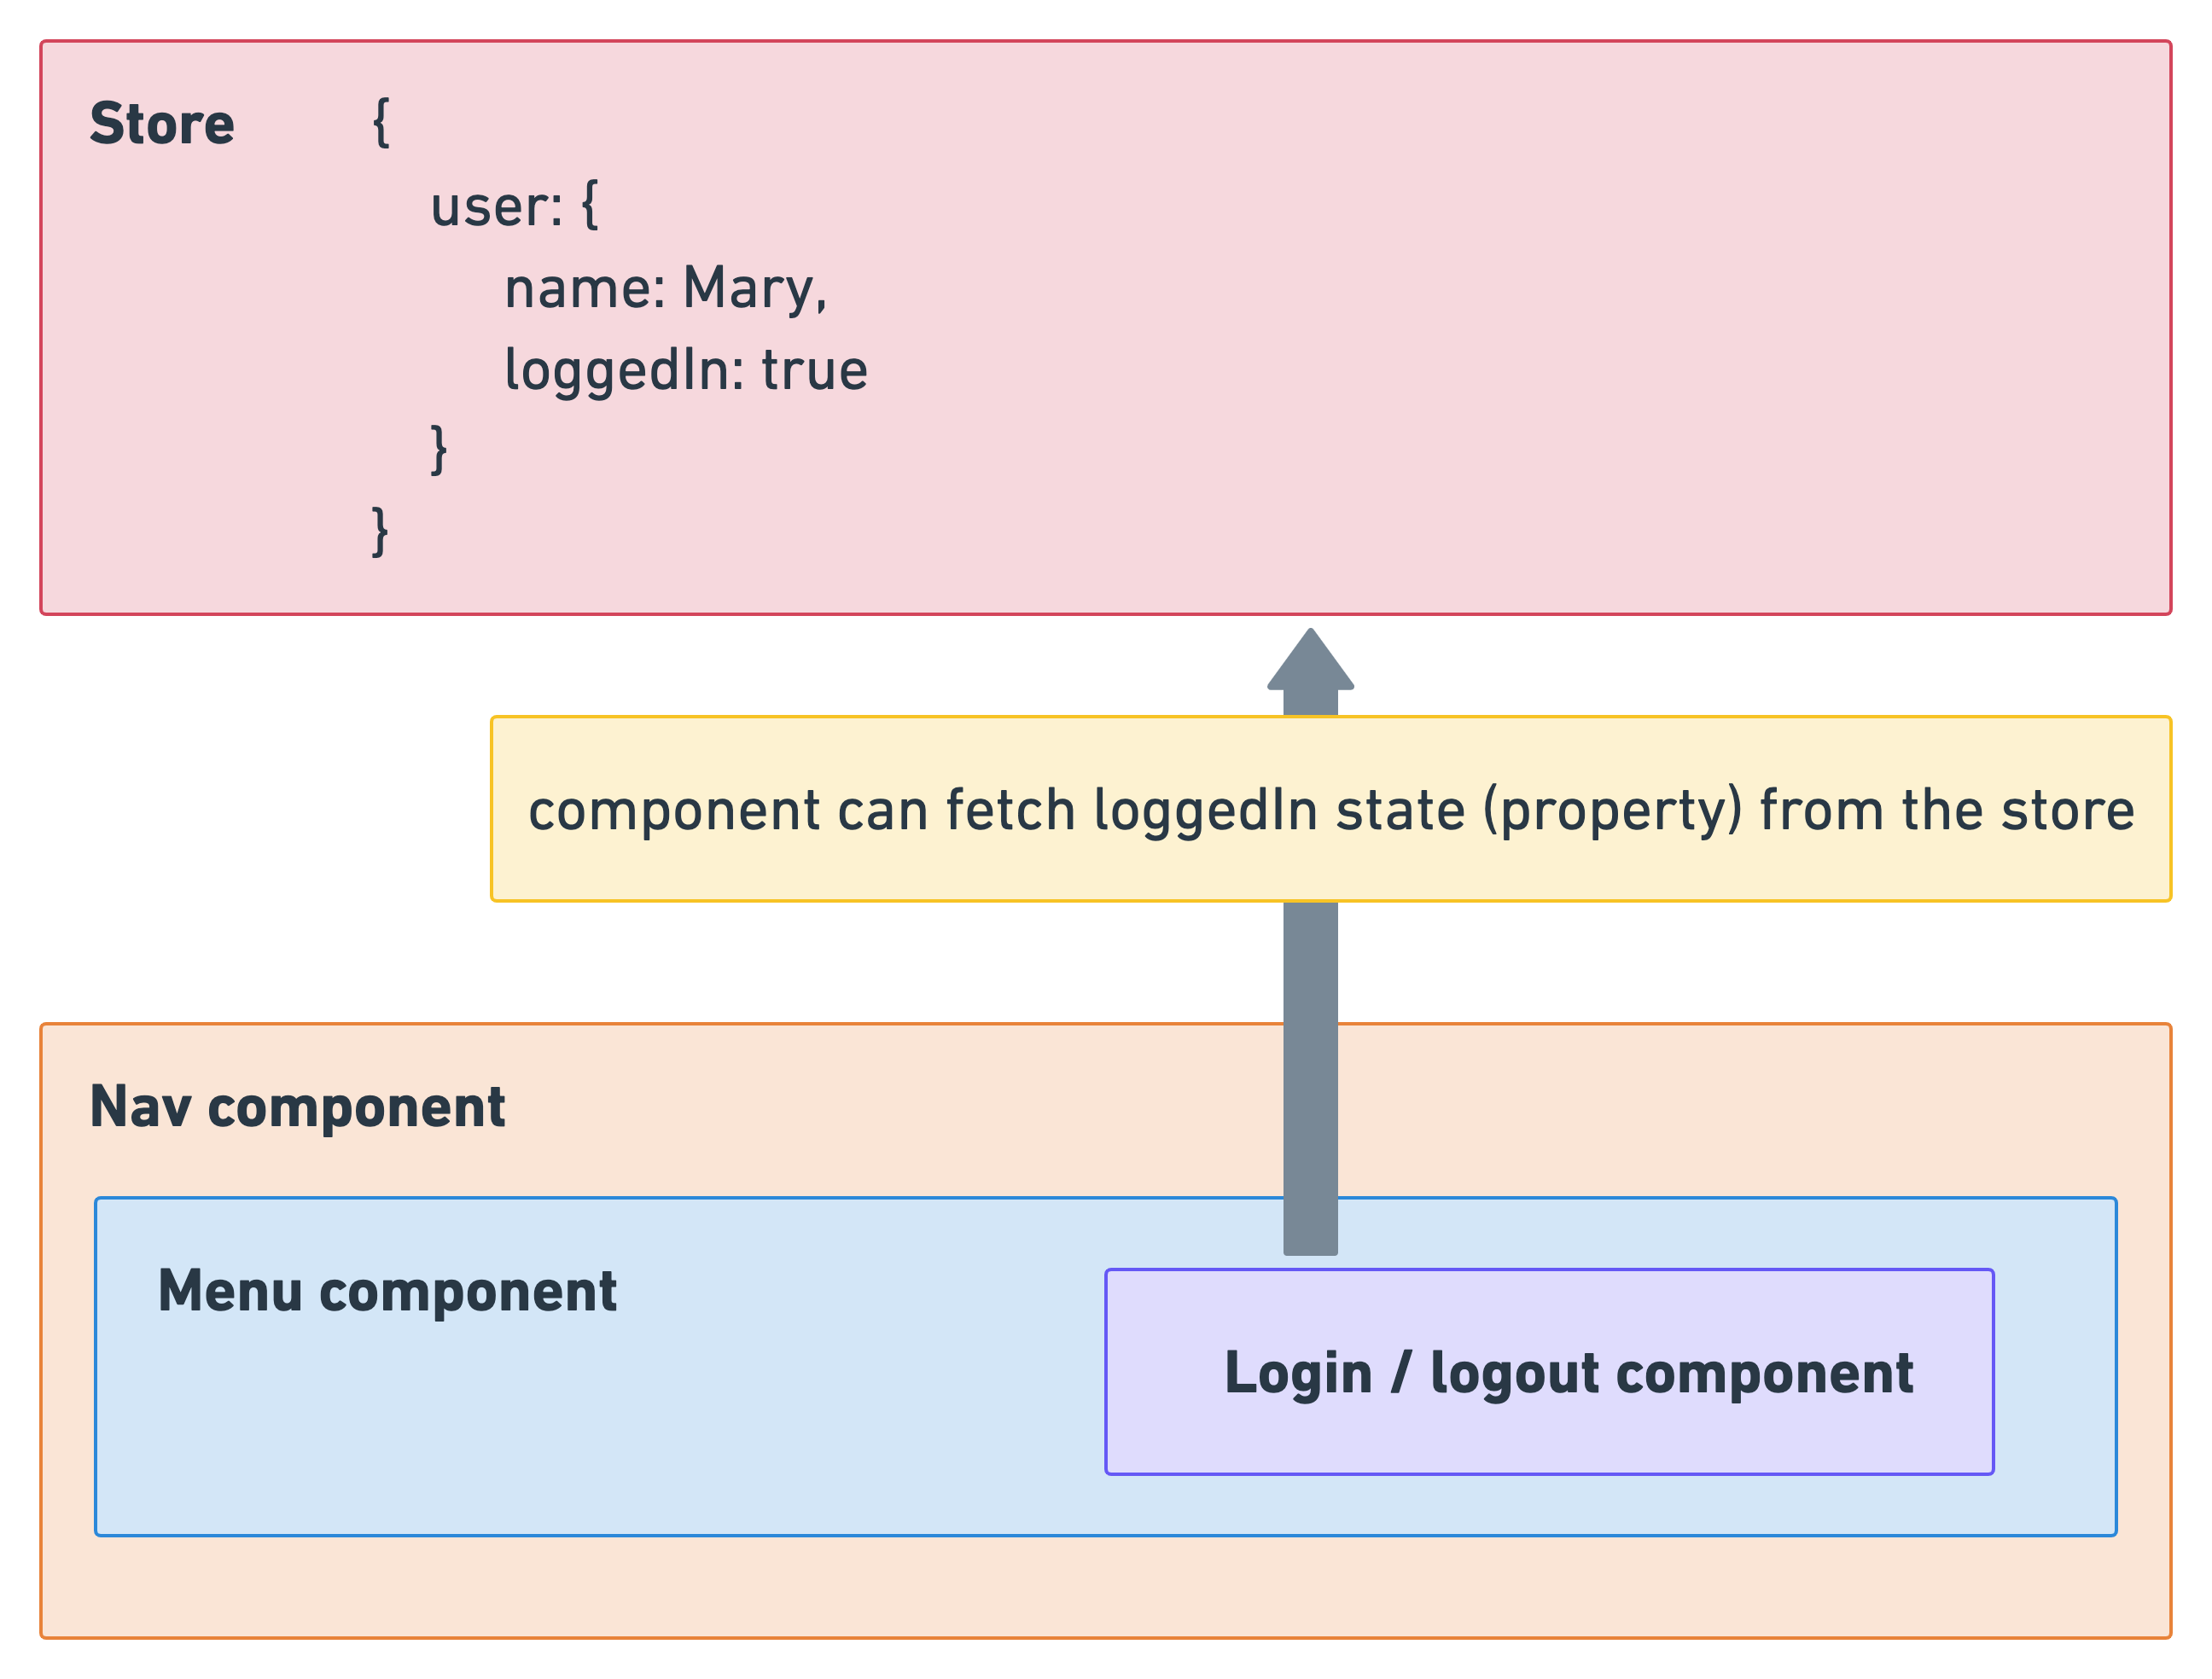 Store {
user: {
name: Mary,
loggedIn: true
}
}
component can fetch loggedIn state (property) from the store
Nav component
Menu component
Login / logout component